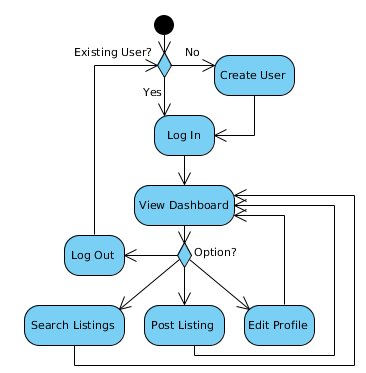 Existing User?
No
Create User
Yes
Log In
View Dashboard
Log Out
Option?
Search Listings
Post Listing
Edit Profile